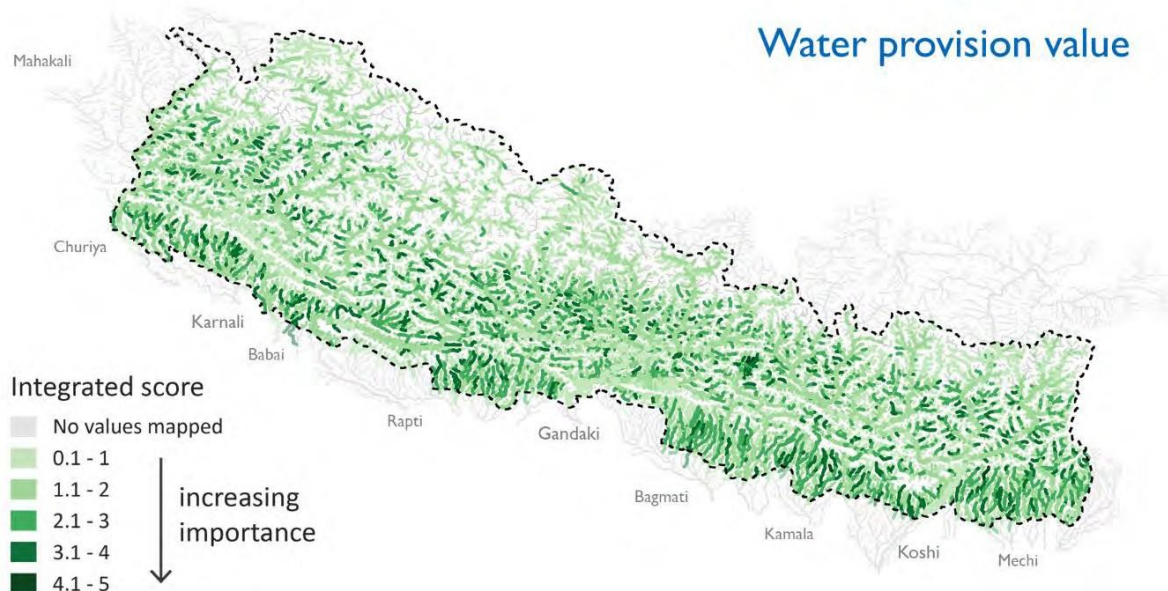 Water provision value
Mahakali
Churiya
Karnali
Babai
Rapti
Gandaki
Bagmati
Kamala
Koshi
Mechi
Integrated score
No values mapped
0.1 - 1
1.1 - 2
2.1 - 3
3.1 - 4
4.1 - 5
increasing
importance